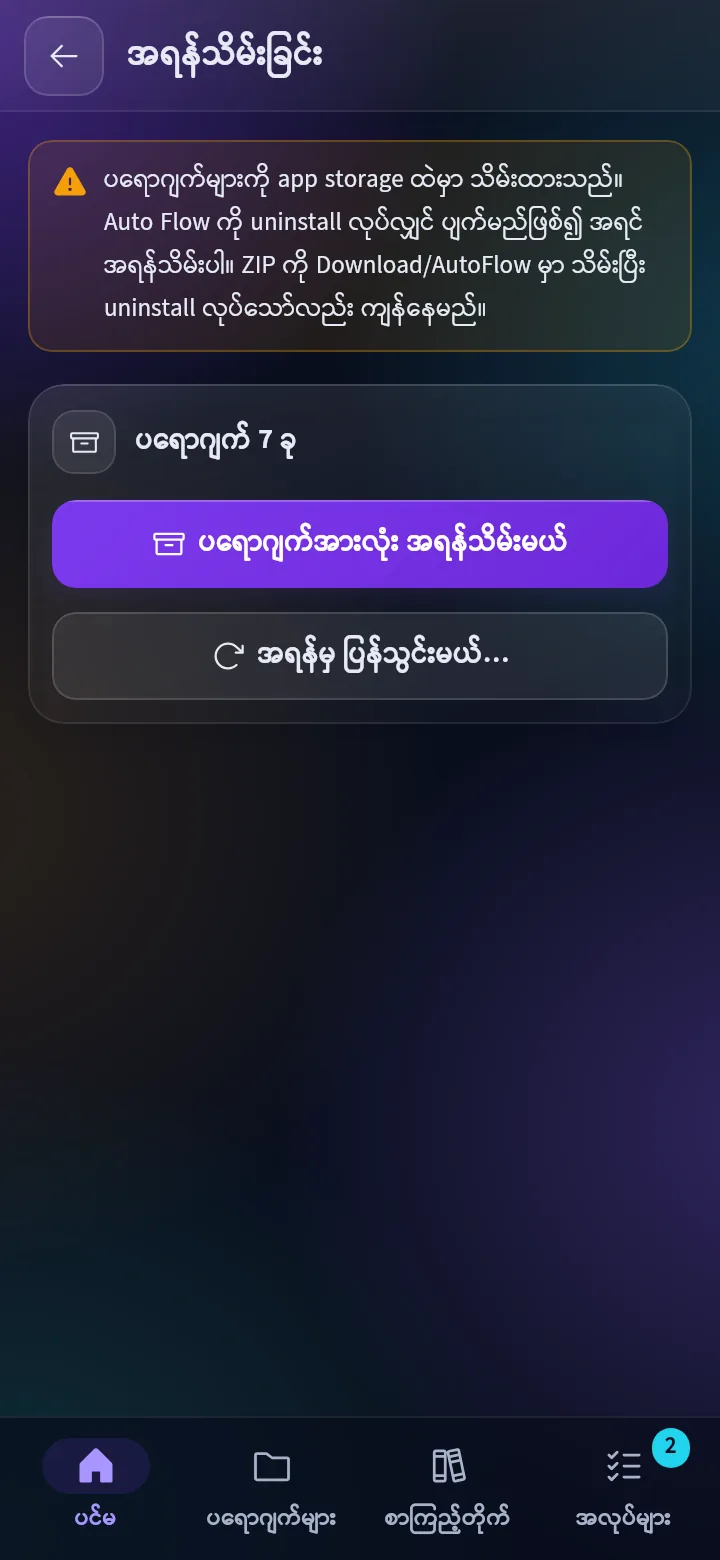 အရန်သိမ်းခြင်း
ပရောဂျက်များကို app storage ထဲမှာ သိမ်းထားသည်။
Auto Flow ကို uninstall လုပ်လျှင် ပျက်မည်ဖြစ်၍ အရင်
အရန်သိမ်းပါ။ ZIP ကို Download/AutoFlow မှာ သိမ်းပြီး
uninstall လုပ်သော်လည်း ကျန်နေမည်။
ပရောဂျက် 7 ခု
ပရောဂျက်အားလုံး အရန်သိမ်းမယ်
အရန်မှ ပြန်သွင်းမယ်…
2
ပင်မ
ပရောဂျက်များ
စာကြည့်တိုက်
အလုပ်များ